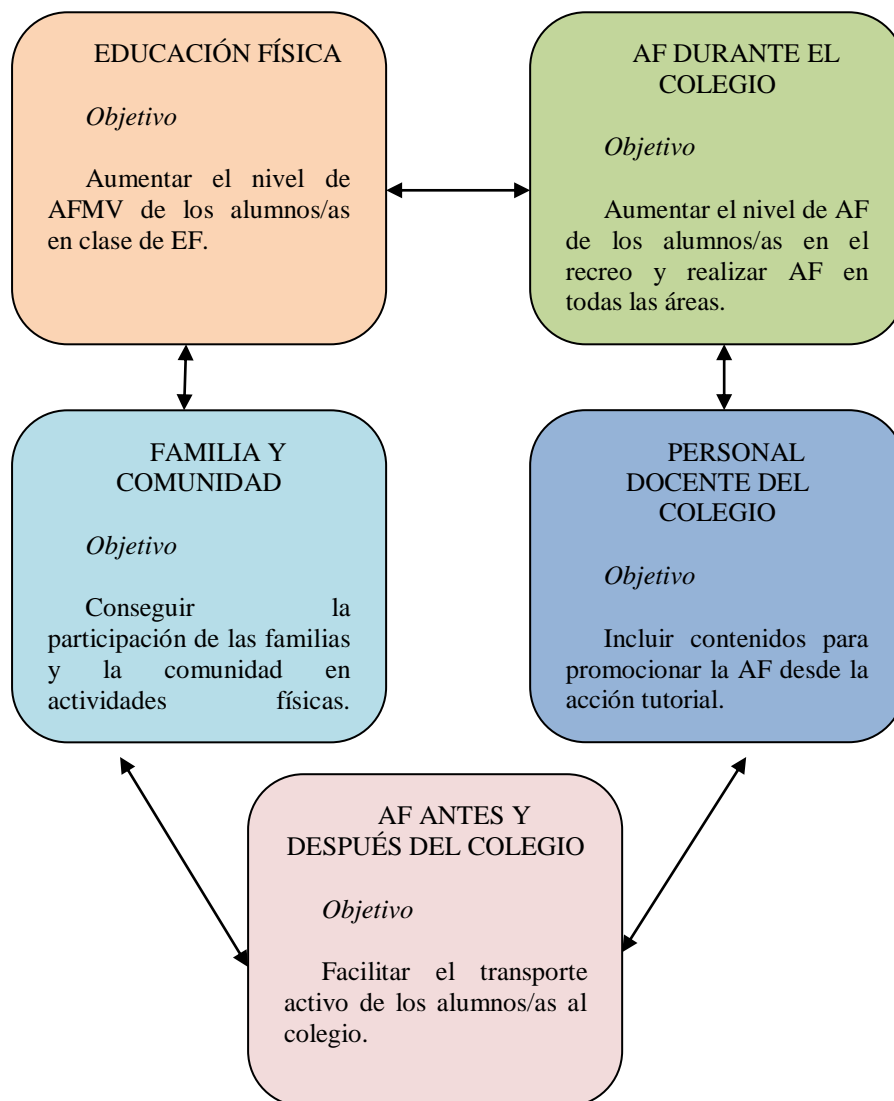 EDUCACIÓN FÍSICA
Objetivo
Aumentar el nivel de
AFMV de los alumnos/as
en clase de EF.
AF DURANTE EL
COLEGIO
Objetivo
Aumentar el nivel de AF
de los alumnos/as en el
recreo y realizar AF en
todas las áreas.
FAMILIA Y
COMUNIDAD
Objetivo
Conseguir la
participación de las familias
y la comunidad en
actividades físicas.
PERSONAL
DOCENTE DEL
COLEGIO
Objetivo
Incluir contenidos para
promocionar la AF desde la
acción tutorial.
AF ANTES Y
DESPUÉS DEL COLEGIO
Objetivo
Facilitar el transporte
activo de los alumnos/as al
colegio.